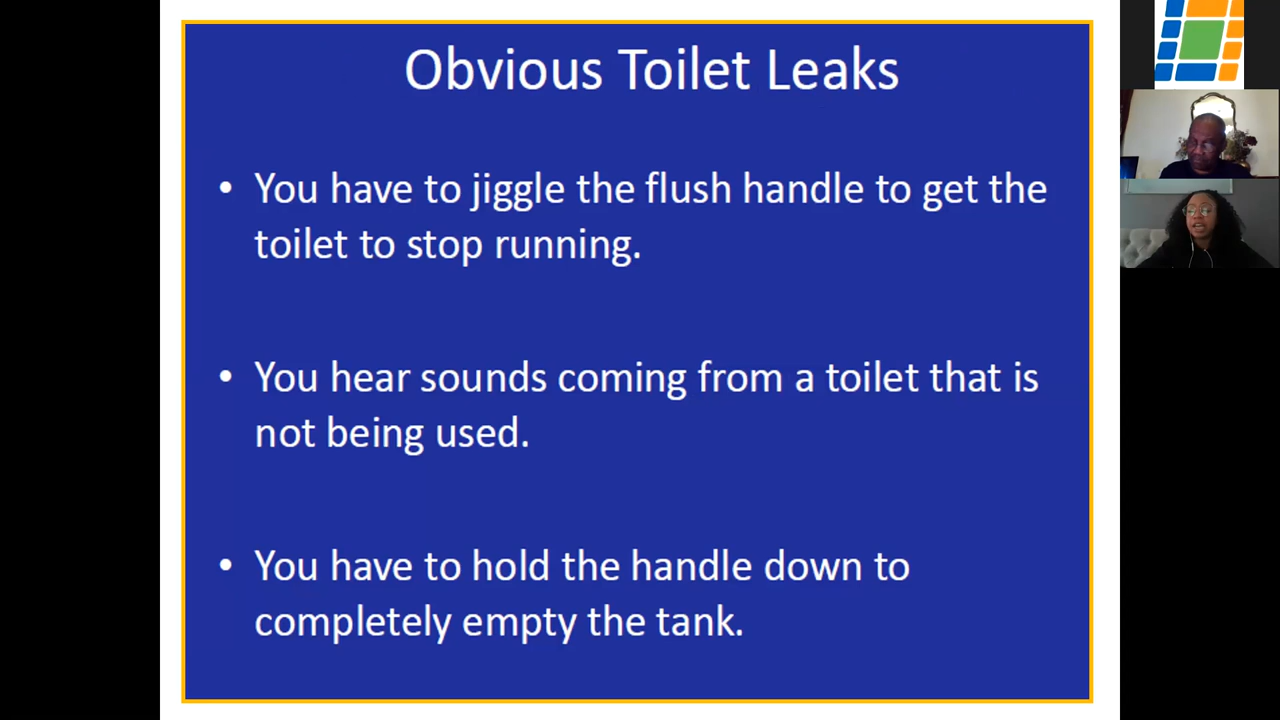 Obvious Toilet Leaks
• You have to jiggle the flush handle to get the
toilet to stop running.
• You hear sounds coming from a toilet that is
not being used.
• You have to hold the handle down to
completely empty the tank.